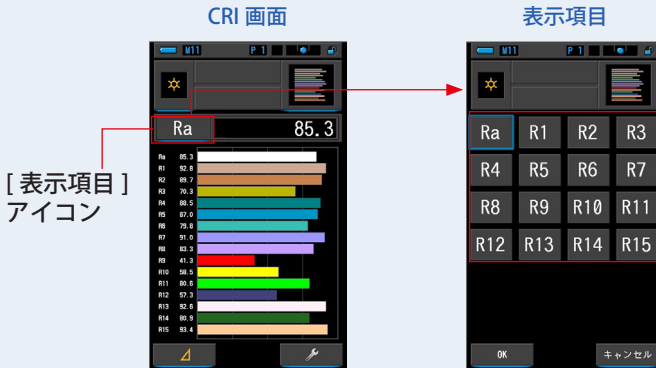 CRI 画面
表示項目
M11 P 1
M11 P 1
Ra 85.3
[ 表示項目 ]
アイコン
Ra 85.3
R1 92.8
R2 89.7
R3 70.3
R4 88.5
R5 87.0
R6 79.8
R7 91.0
R8 83.3
R9 41.3
R10 58.5
R11 80.6
R12 57.3
R13 92.6
R14 80.9
R15 93.4
Ra R1 R2 R3
R4 R5 R6 R7
R8 R9 R10 R11
R12 R13 R14 R15
OK キャンセル